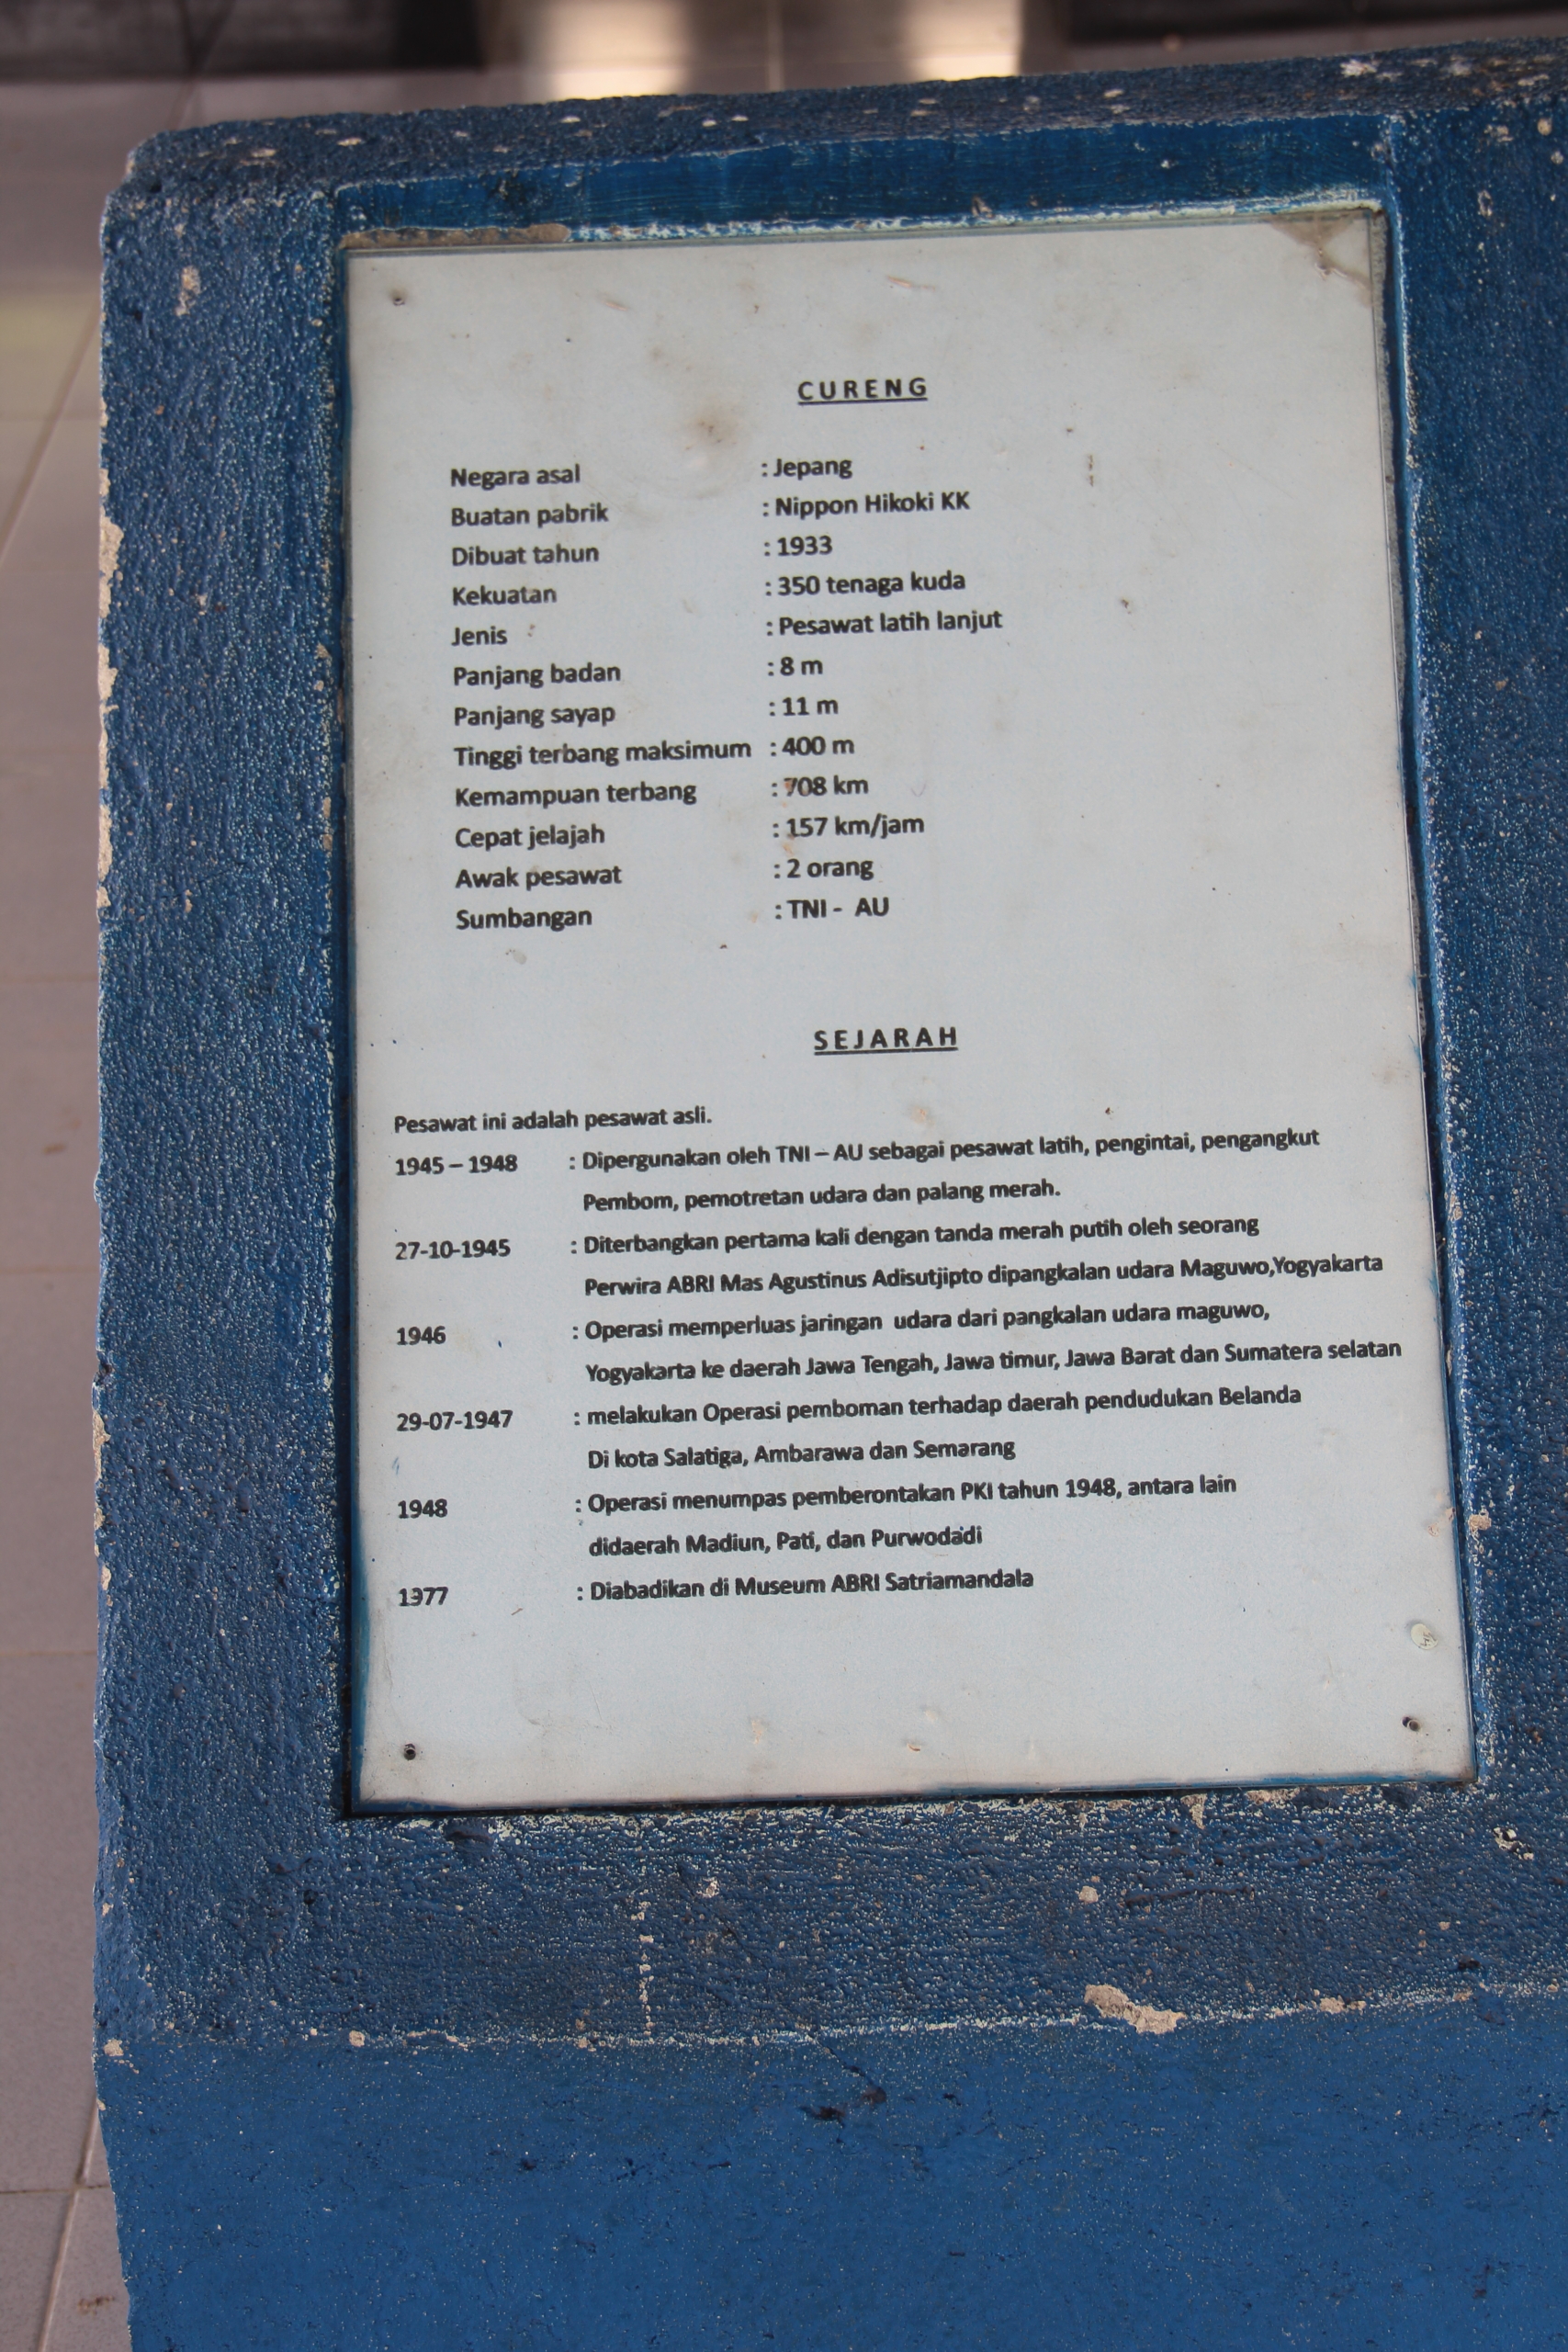 CURENG
Negara asal : Jepang
Buatan pabrik : Nippon Hikoki KK
Dibuat tahun : 1933
Kekuatan : 350 tenaga kuda
Jenis : Pesawat latih lanjut
Panjang badan : 8 m
Panjang sayap : 11 m
Tinggi terbang maksimum : 400 m
Kemampuan terbang : 708 km
Cepat jelajah : 157 km/jam
Awak pesawat : 2 orang
Sumbangan : TNI - AU
SEJARAH
Pesawat ini adalah pesawat asli.
1945 – 1948 : Dipergunakan oleh TNI – AU sebagai pesawat latih, pengintai, pengangkut
Pembom, pemotretan udara dan palang merah.
27-10-1945 : Diterbangkan pertama kali dengan tanda merah putih oleh seorang
Perwira ABRI Mas Agustinus Adisutjipto dipangkalan udara Maguwo,Yogyakarta
1946 : Operasi memperluas jaringan udara dari pangkalan udara maguwo,
Yogyakarta ke daerah Jawa Tengah, Jawa timur, Jawa Barat dan Sumatera selatan
29-07-1947 : melakukan Operasi pemboman terhadap daerah pendudukan Belanda
Di kota Salatiga, Ambarawa dan Semarang
1948 : Operasi menumpas pemberontakan PKI tahun 1948, antara lain
didaerah Madiun, Pati, dan Purwodadi
1977 : Diabadikan di Museum ABRI Satriamandala